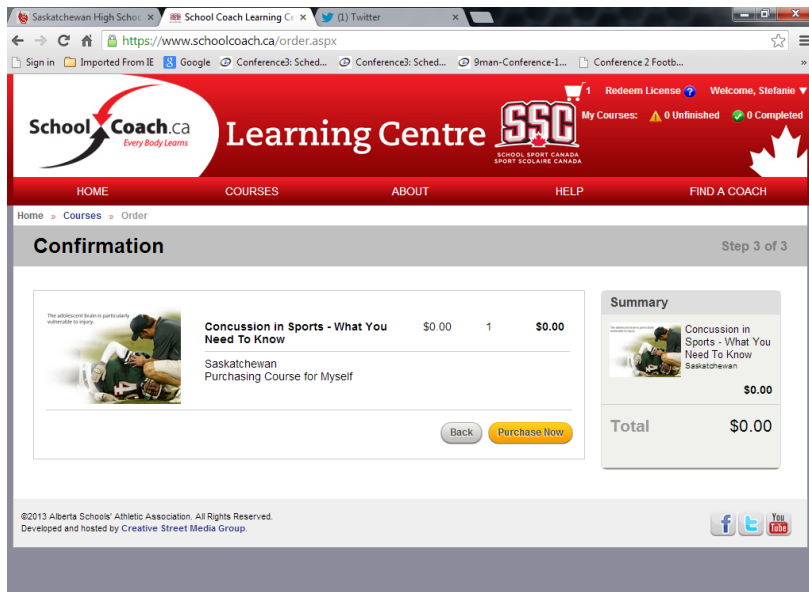 Saskatchewan High School
School Coach Learning Ce
(1) Twitter
https://www.schoolcoach.ca/order.aspx
Sign in Imported From IE Google Conference3: Sched... Conference3: Sched... 9man-Conference-1... Conference 2 Footb... »
1 Redeem License ? Welcome, Stefanie ▼
My Courses: 0 Unfinished 0 Completed
School Coach.ca
Every Body Learns
Learning Centre
SSC
SCHOOL SPORT CANADA
SPORT SCOLAIRE CANADA
HOME COURSES ABOUT HELP FIND A COACH
Home » Courses » Order
Confirmation
Step 3 of 3
The adolescent brain is particularly
vulnerable to injury.
Concussion in Sports - What You
Need To Know
$0.00 1 $0.00
Saskatchewan
Purchasing Course for Myself
Back Purchase Now
Summary
Concussion in
Sports - What You
Need To Know
Saskatchewan
$0.00
Total $0.00
©2013 Alberta Schools' Athletic Association. All Rights Reserved.
Developed and hosted by Creative Street Media Group.
f t You
Tube